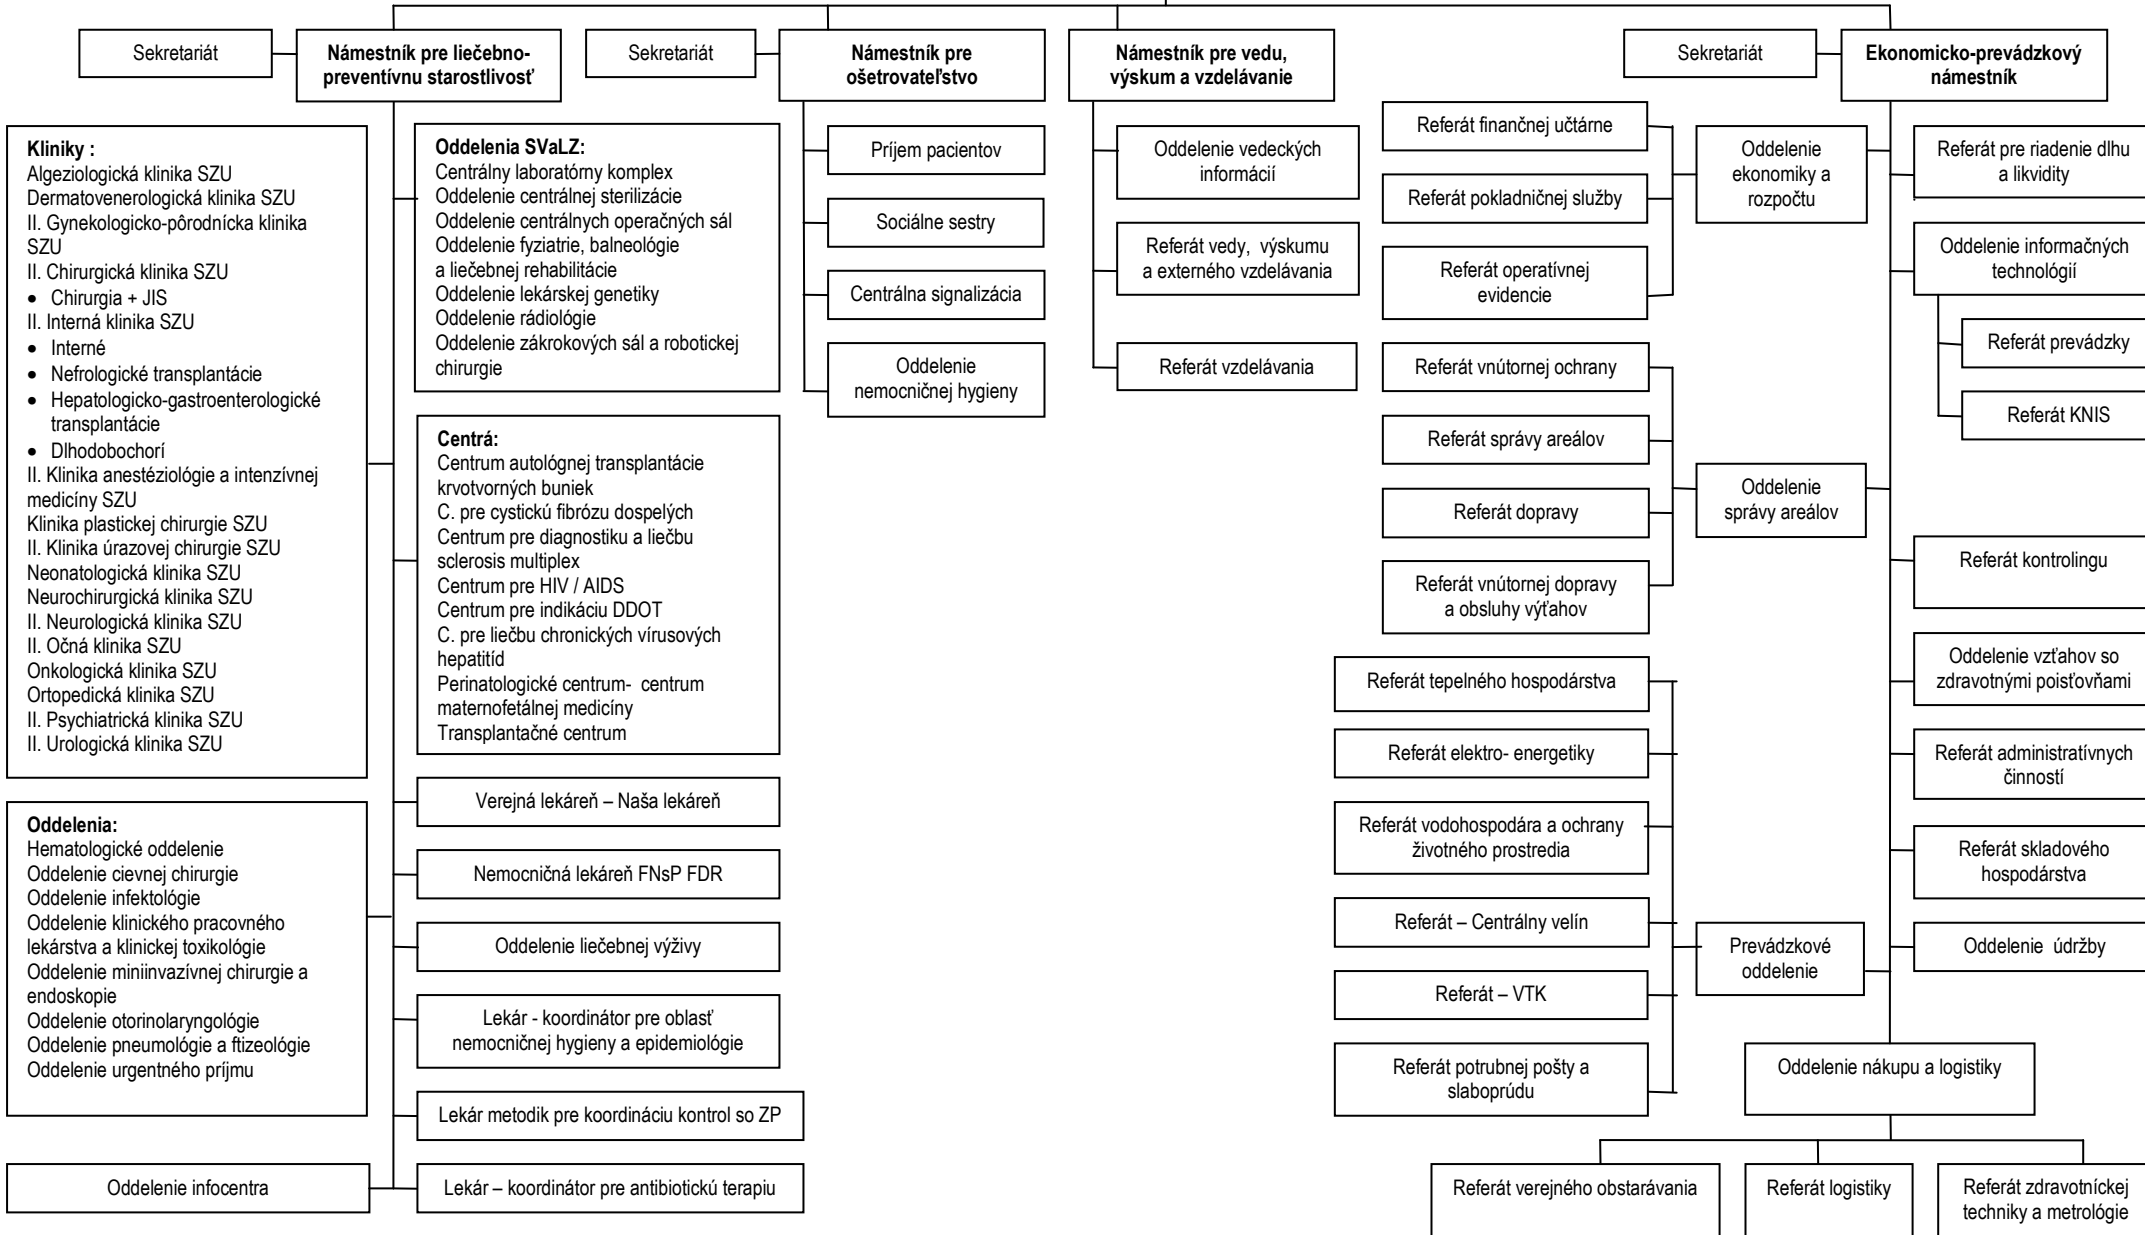 Sekretariát
Námestník pre liečebno-
preventívnu starostlivosť
Sekretariát
Námestník pre
ošetrovateľstvo
Námestník pre vedu,
výskum a vzdelávanie
Sekretariát
Ekonomicko-prevádzkový
námestník
Kliniky :
Algeziologická klinika SZU
Dermatovenerologická klinika SZU
II. Gynekologicko-pôrodnícka klinika
SZU
II. Chirurgická klinika SZU
• Chirurgia + JIS
II. Interná klinika SZU
• Interné
• Nefrologické transplantácie
• Hepatologicko-gastroenterologické
transplantácie
• Dlhodobochorí
II. Klinika anestéziológie a intenzívnej
medicíny SZU
Klinika plastickej chirurgie SZU
II. Klinika úrazovej chirurgie SZU
Neonatologická klinika SZU
Neurochirurgická klinika SZU
II. Neurologická klinika SZU
II. Očná klinika SZU
Onkologická klinika SZU
Ortopedická klinika SZU
II. Psychiatrická klinika SZU
II. Urologická klinika SZU
Oddelenia:
Hematologické oddelenie
Oddelenie cievnej chirurgie
Oddelenie infektológie
Oddelenie klinického pracovného
lekárstva a klinickej toxikológie
Oddelenie miniinvazívnej chirurgie a
endoskopie
Oddelenie otorinolaryngológie
Oddelenie pneumológie a ftizeológie
Oddelenie urgentného príjmu
Oddelenie infocentra
Oddelenia SVaLZ:
Centrálny laboratórny komplex
Oddelenie centrálnej sterilizácie
Oddelenie centrálnych operačných sál
Oddelenie fyziatrie, balneológie
a liečebnej rehabilitácie
Oddelenie lekárskej genetiky
Oddelenie rádiológie
Oddelenie zákrokových sál a robotickej
chirurgie
Centrá:
Centrum autológnej transplantácie
krvotvorných buniek
C. pre cystickú fibrózu dospelých
Centrum pre diagnostiku a liečbu
sclerosis multiplex
Centrum pre HIV / AIDS
Centrum pre indikáciu DDOT
C. pre liečbu chronických vírusových
hepatitíd
Perinatologické centrum- centrum
maternofetálnej medicíny
Transplantačné centrum
Verejná lekáreň – Naša lekáreň
Nemocničná lekáreň FNsP FDR
Oddelenie liečebnej výživy
Lekár - koordinátor pre oblasť
nemocničnej hygieny a epidemiológie
Lekár metodik pre koordináciu kontrol so ZP
Lekár – koordinátor pre antibiotickú terapiu
Príjem pacientov
Sociálne sestry
Centrálna signalizácia
Oddelenie
nemocničnej hygieny
Oddelenie vedeckých
informácií
Referát vedy, výskumu
a externého vzdelávania
Referát vzdelávania
Referát finančnej učtárne
Referát pokladničnej služby
Referát operatívnej
evidencie
Oddelenie
ekonomiky a
rozpočtu
Referát vnútornej ochrany
Referát správy areálov
Referát dopravy
Referát vnútornej dopravy
a obsluhy výťahov
Oddelenie
správy areálov
Referát tepelného hospodárstva
Referát elektro- energetiky
Referát vodohospodára a ochrany
životného prostredia
Referát – Centrálny velín
Referát – VTK
Referát potrubnej pošty a
slaboprúdu
Prevádzkové
oddelenie
Referát pre riadenie dlhu
a likvidity
Oddelenie informačných
technológií
Referát prevádzky
Referát KNIS
Referát kontrolingu
Oddelenie vzťahov so
zdravotnými poisťovňami
Referát administratívnych
činností
Referát skladového
hospodárstva
Oddelenie údržby
Oddelenie nákupu a logistiky
Referát verejného obstarávania
Referát logistiky
Referát zdravotníckej
techniky a metrológie